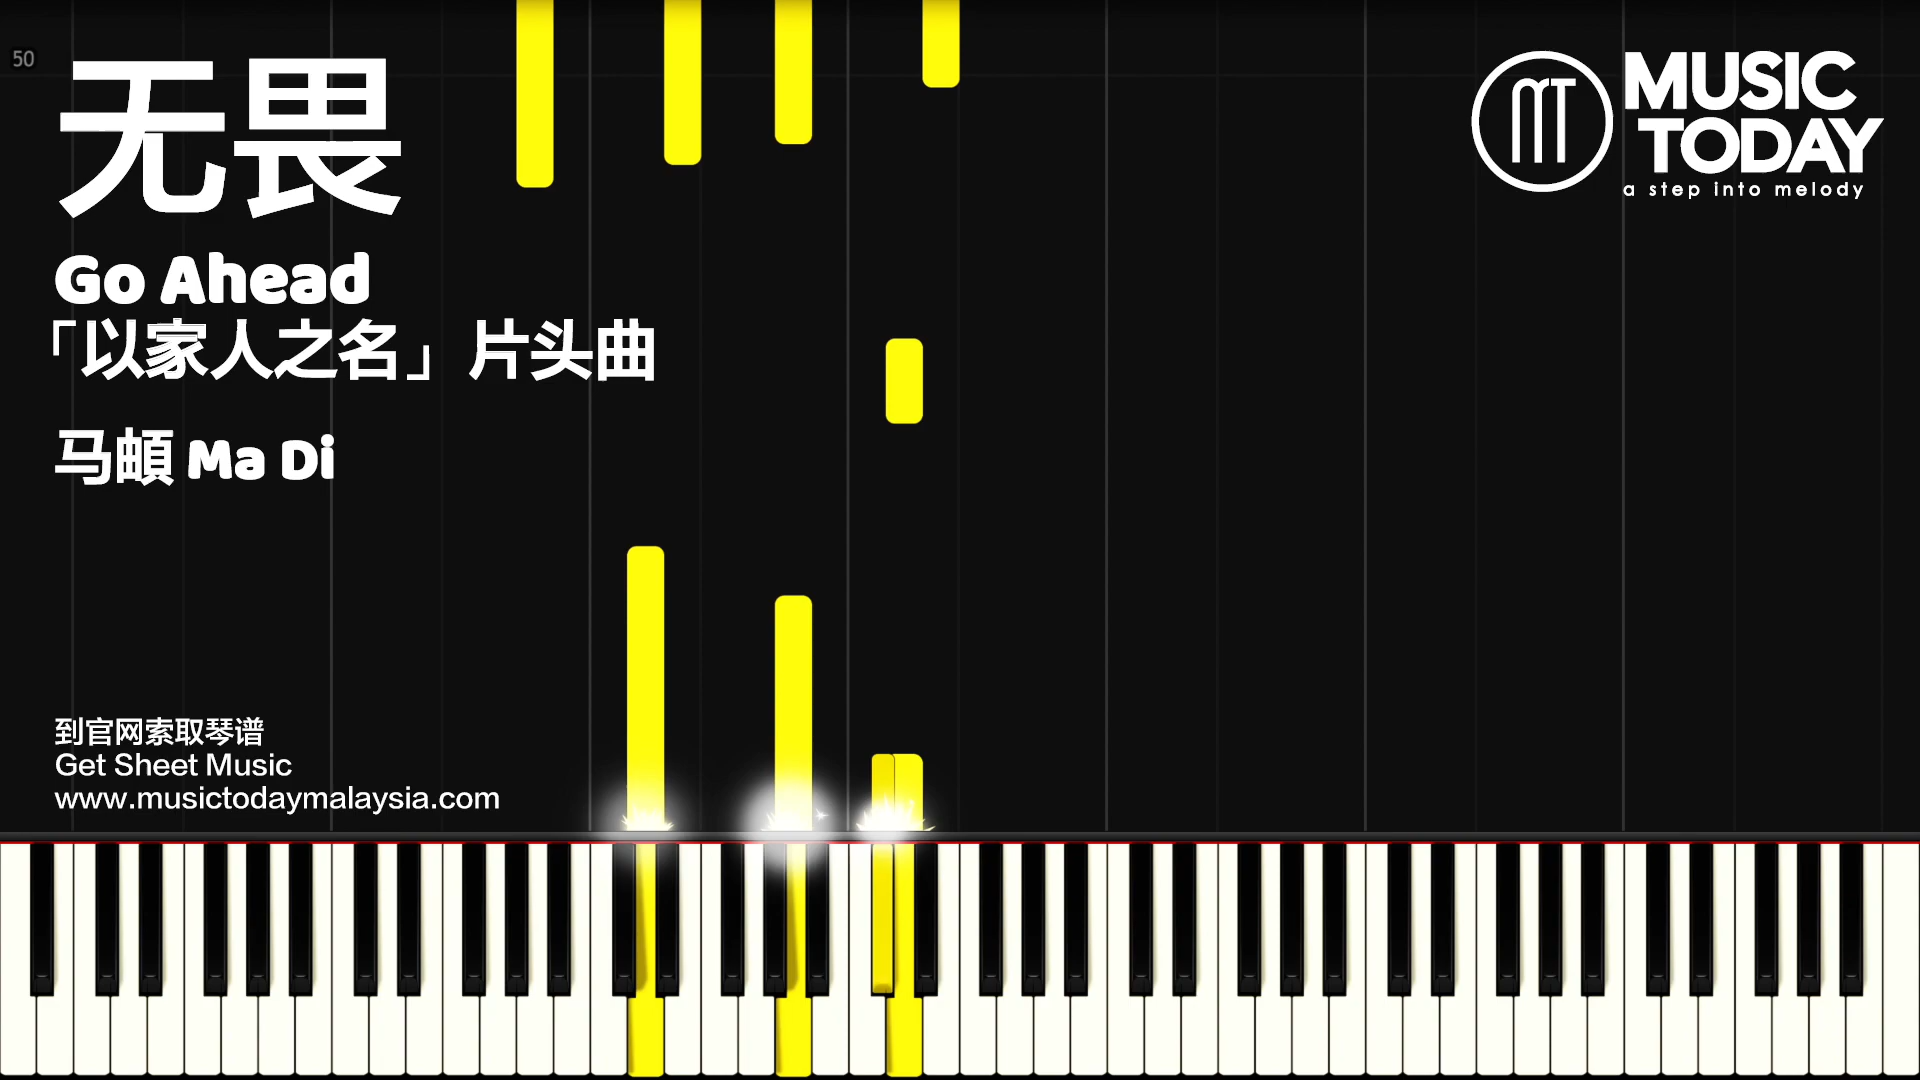 50
无畏
Go Ahead
「以家人之名」片头曲
马頔 Ma Di
到官网索取琴谱
Get Sheet Music
www.musictodaymalaysia.com
MT
MUSIC
TODAY
a step into melody